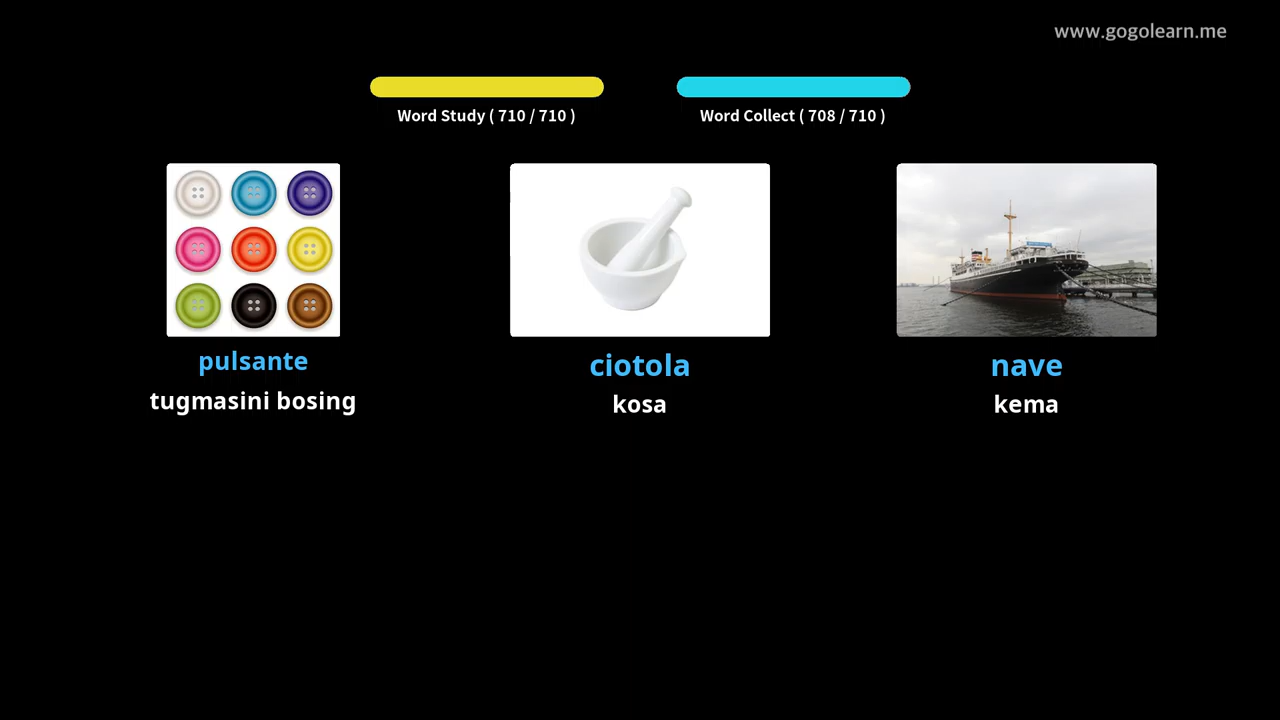 www.gogolearn.me
Word Study ( 710 / 710 )
Word Collect ( 708 / 710 )
pulsante
tugmasini bosing
ciotola
kosa
nave
kema